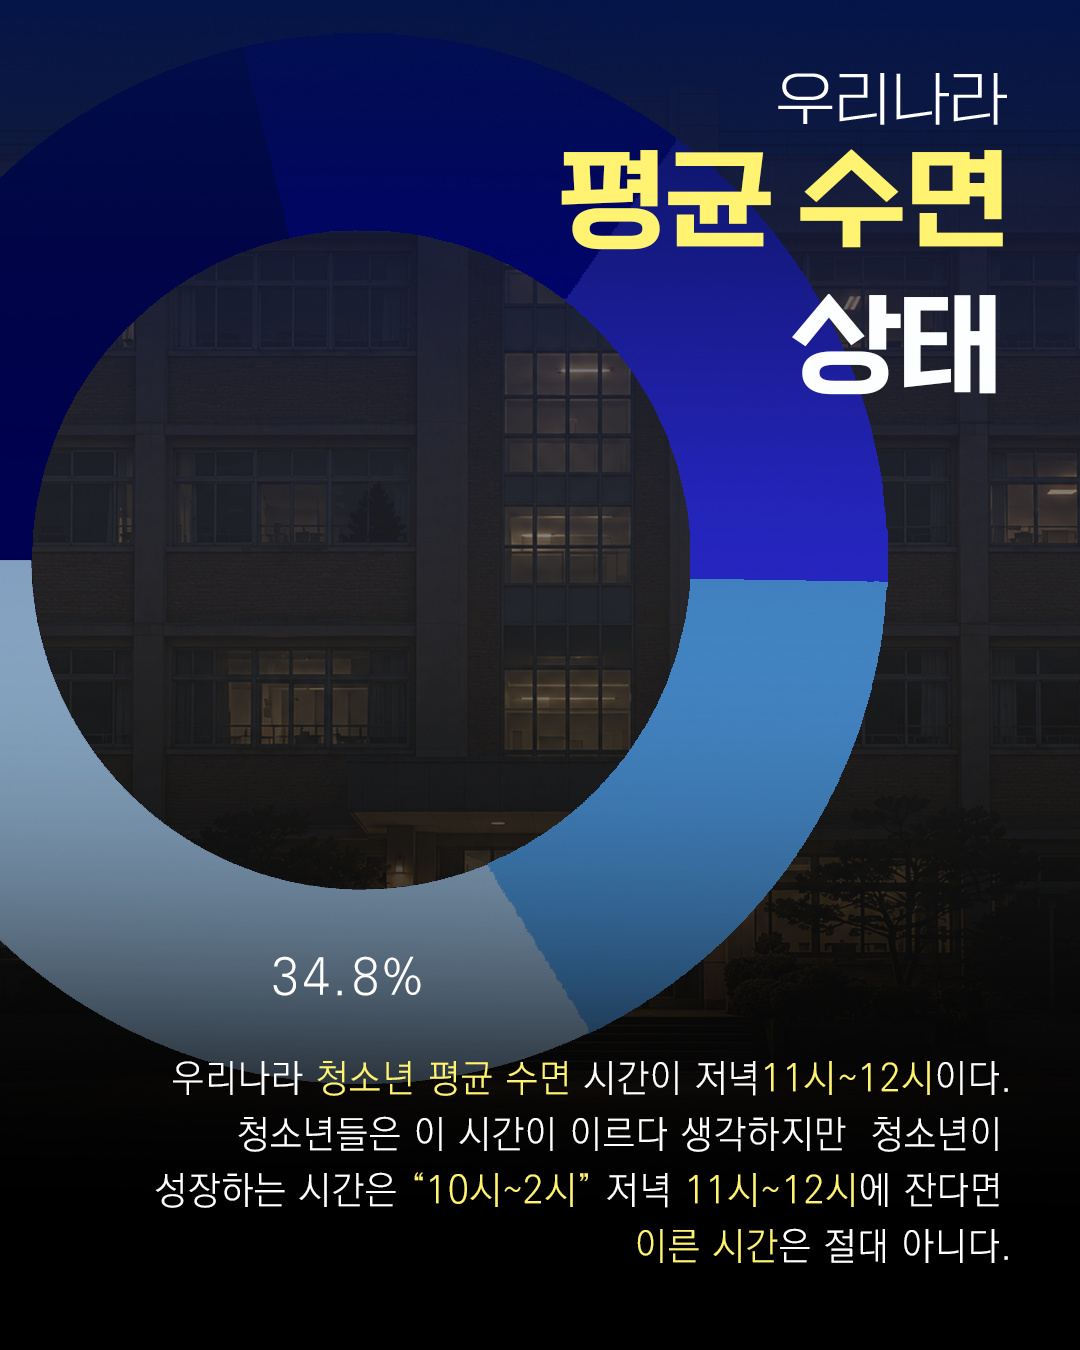 우리나라
평균 수면
상태
34.8%
우리나라 청소년 평균 수면 시간이 저녁11시~12시이다.
청소년들은 이 시간이 이르다 생각하지만 청소년이
성장하는 시간은 “10시~2시” 저녁 11시~12시에 잔다면
이른 시간은 절대 아니다.